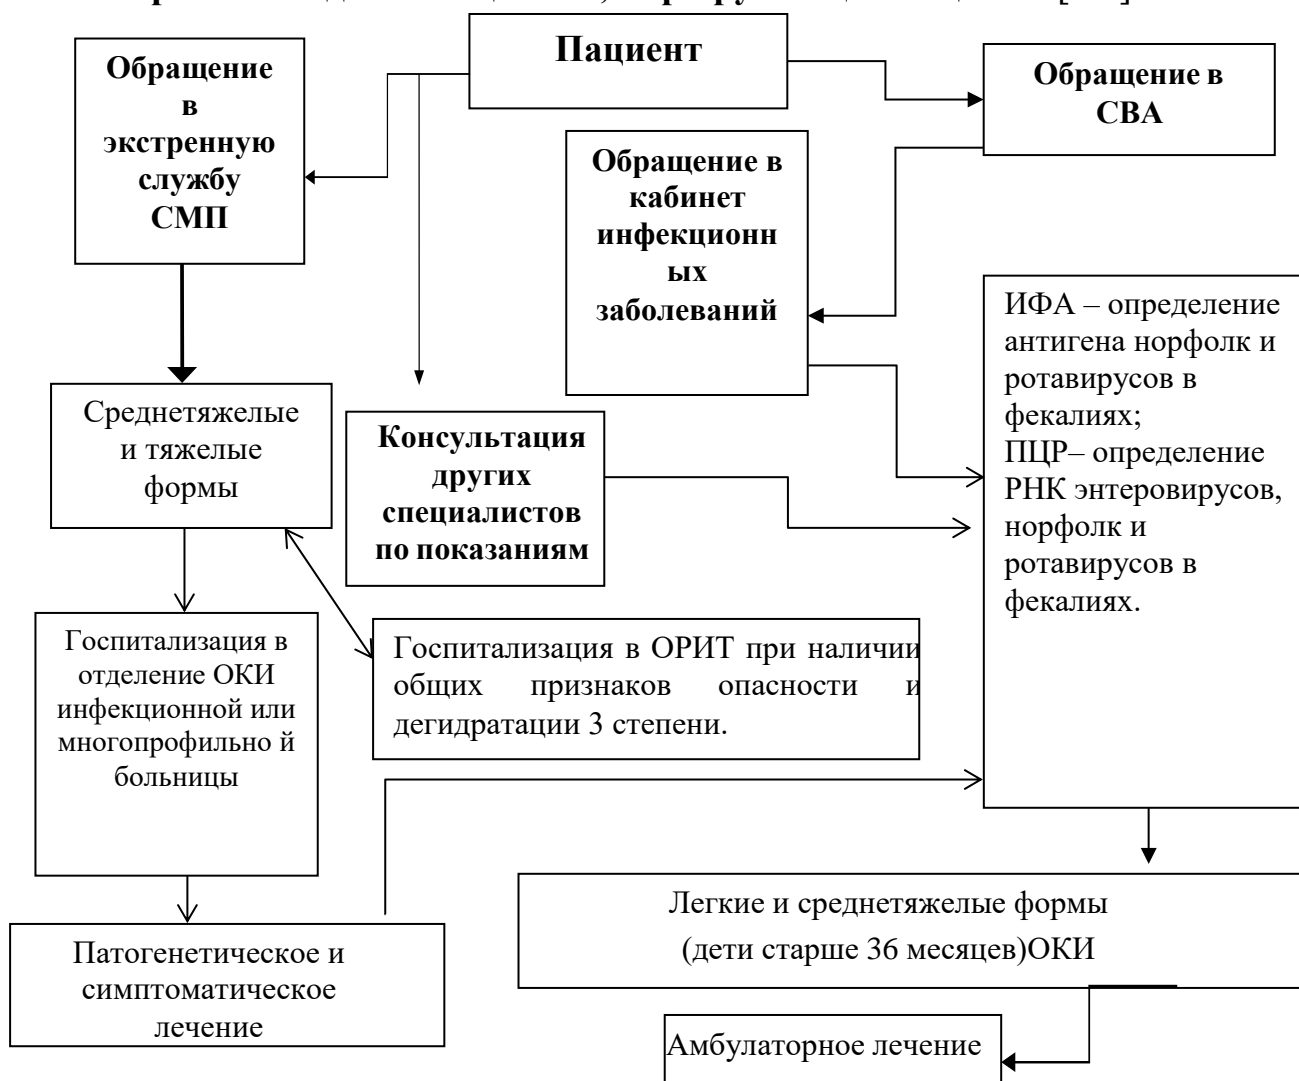 Пациент
Обращение
в
экстренную
службу
СМП
Обращение в
СВА
Обращение в
кабинет
инфекционн
ых
заболеваний
ИФА – определение
антигена норфолк и
ротавирусов в
фекалиях;
ПЦР– определение
РНК энтеровирусов,
норфолк и
ротавирусов в
фекалиях.
Среднетяжелые
и тяжелые
формы
Консультация
других
специалистов
по показаниям
Госпитализация в
отделение ОКИ
инфекционной или
многопрофильно й
больницы
Госпитализация в ОРИТ при наличии
общих признаков опасности и
дегидратации 3 степени.
Патогенетическое и
симптоматическое
лечение
Легкие и среднетяжелые формы
(дети старше 36 месяцев)ОКИ
Амбулаторное лечение